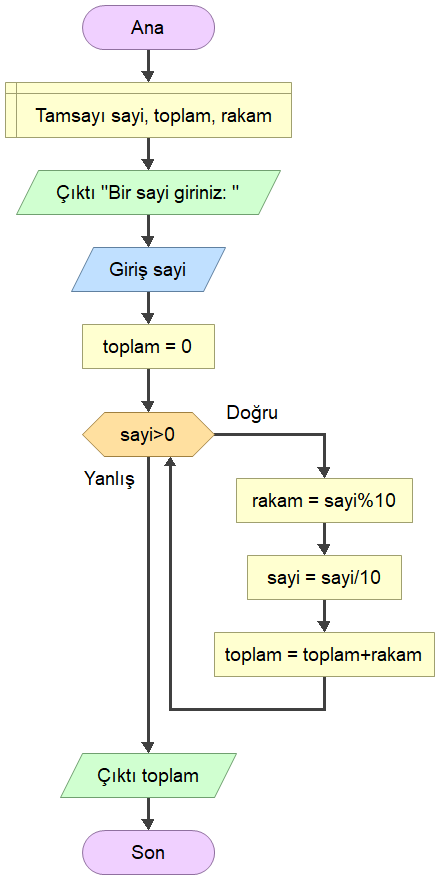 Ana
Tamsayı sayi, toplam, rakam
Çıktı "Bir sayi giriniz: "
Giriş sayi
toplam = 0
sayi>0
Doğru
Yanlış
rakam = sayi%10
sayi = sayi/10
toplam = toplam+rakam
Çıktı toplam
Son